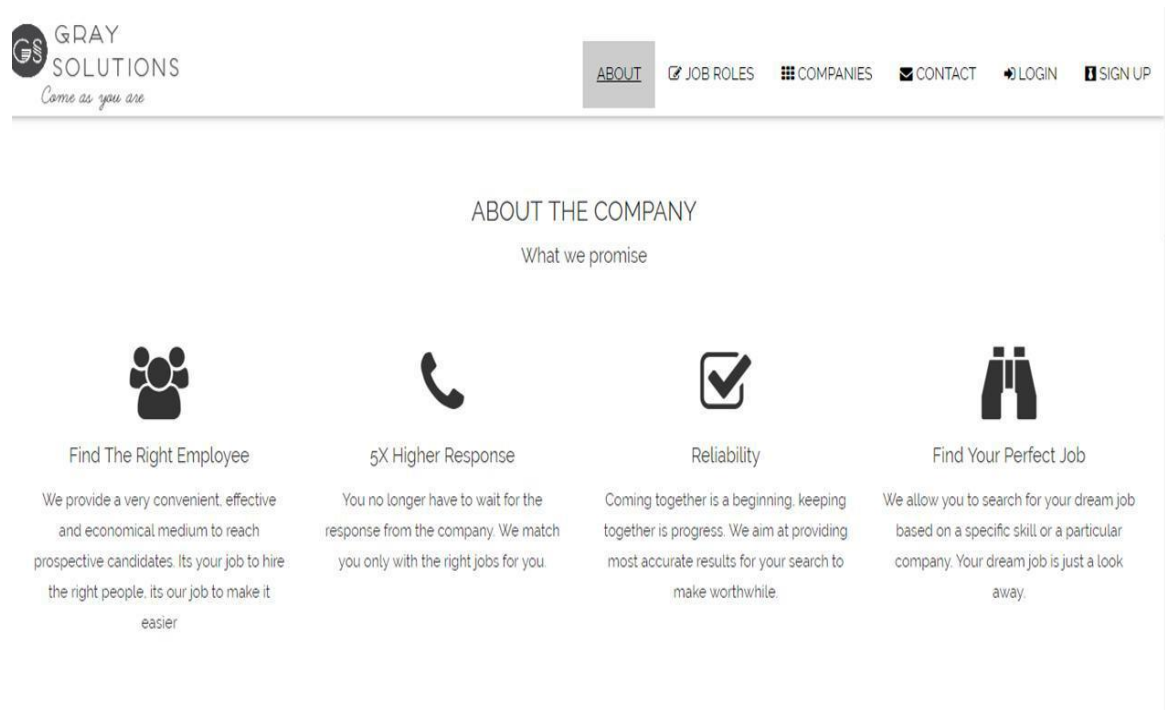 GS
GRAY
SOLUTIONS
Come as you are
ABOUT JOB ROLES COMPANIES CONTACT LOGIN SIGN UP
ABOUT THE COMPANY
What we promise
Find The Right Employee
We provide a very convenient, effective
and economical medium to reach
prospective candidates. Its your job to hire
the right people, its our job to make it
easier
5X Higher Response
You no longer have to wait for the
response from the company. We match
you only with the right jobs for you.
Reliability
Coming together is a beginning, keeping
together is progress. We aim at providing
most accurate results for your search to
make worthwhile.
Find Your Perfect Job
We allow you to search for your dream job
based on a specific skill or a particular
company. Your dream job is just a look
away.